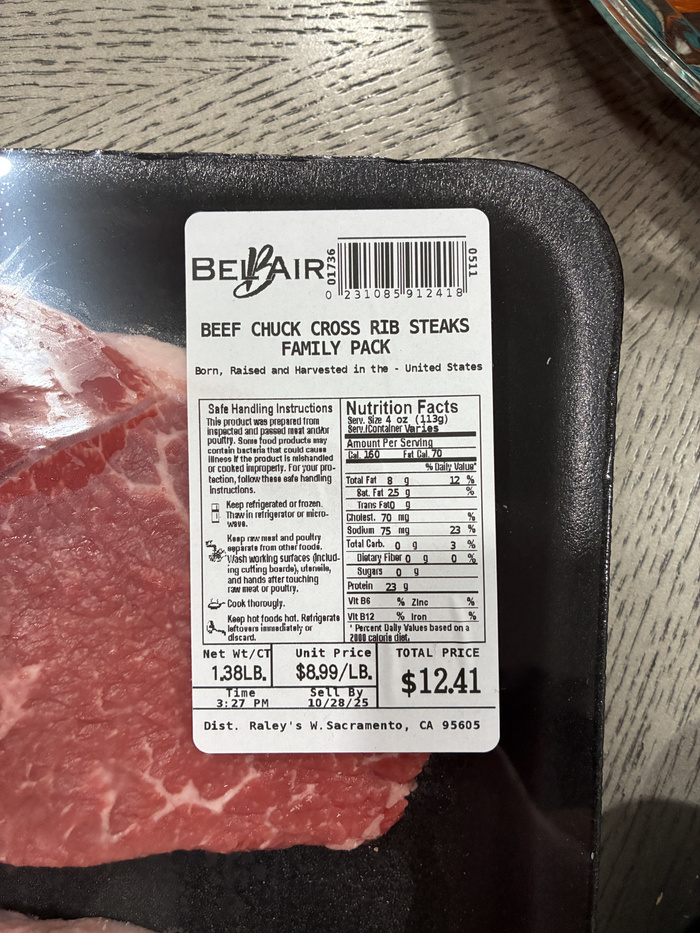 BEL AIR
01736
0511
0 231085 912418
BEEF CHUCK CROSS RIB STEAKS
FAMILY PACK
Born, Raised and Harvested in the - United States
Safe Handling Instructions
This product was prepared from
inspected and passed meat and/or
poultry. Some food products may
contain bacteria that could cause
illness if the product is mishandled
or cooked improperly. For your pro-
tection, follow these safe handling
instructions.
Keep refrigerated or frozen.
Thaw in refrigerator or micro-
wave.
Keep raw meat and poultry
separate from other foods.
Wash working surfaces (includ-
ing cutting boards), utensils,
and hands after touching
raw meat or poultry.
Cook thoroughly.
Keep hot foods hot. Refrigerate
leftovers immediately or
discard.
Nutrition Facts
Serv. Size 4 oz (113g)
Serv./Container Varies
Amount Per Serving
Cal. 160 Fat Cal. 70
% Daily Value*
Total Fat 8 g 12 %
Sat. Fat 2.5 g %
Trans Fat 0 g
Cholest. 70 mg %
Sodium 75 mg 23 %
Total Carb. 0 g 3 %
Dietary Fiber 0 g 0 %
Sugars 0 g
Protein 23 g
Vit B6 % Zinc %
Vit B12 % Iron %
* Percent Daily Values based on a
2000 calorie diet.
Net Wt/CT Unit Price TOTAL PRICE
1.38LB. $8.99/LB. $12.41
Time Sell By
3:27 PM 10/28/25
Dist. Raley's W.Sacramento, CA 95605